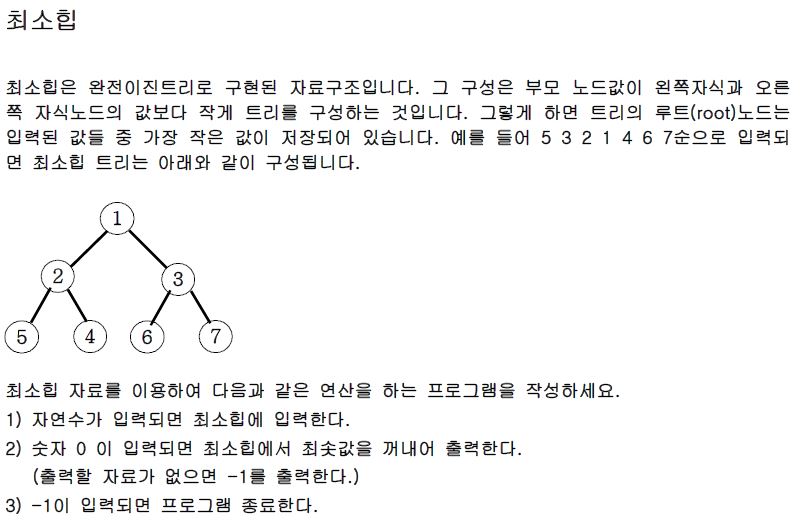 최소힙
최소힙은 완전이진트리로 구현된 자료구조입니다. 그 구성은 부모 노드값이 왼쪽자식과 오른
쪽 자식노드의 값보다 작게 트리를 구성하는 것입니다. 그렇게 하면 트리의 루트(root)노드는
입력된 값들 중 가장 작은 값이 저장되어 있습니다. 예를 들어 5 3 2 1 4 6 7순으로 입력되
면 최소힙 트리는 아래와 같이 구성됩니다.
1
2 3
5 4 6 7
최소힙 자료를 이용하여 다음과 같은 연산을 하는 프로그램을 작성하세요.
1) 자연수가 입력되면 최소힙에 입력한다.
2) 숫자 0 이 입력되면 최소힙에서 최솟값을 꺼내어 출력한다.
(출력할 자료가 없으면 -1를 출력한다.)
3) -1이 입력되면 프로그램 종료한다.